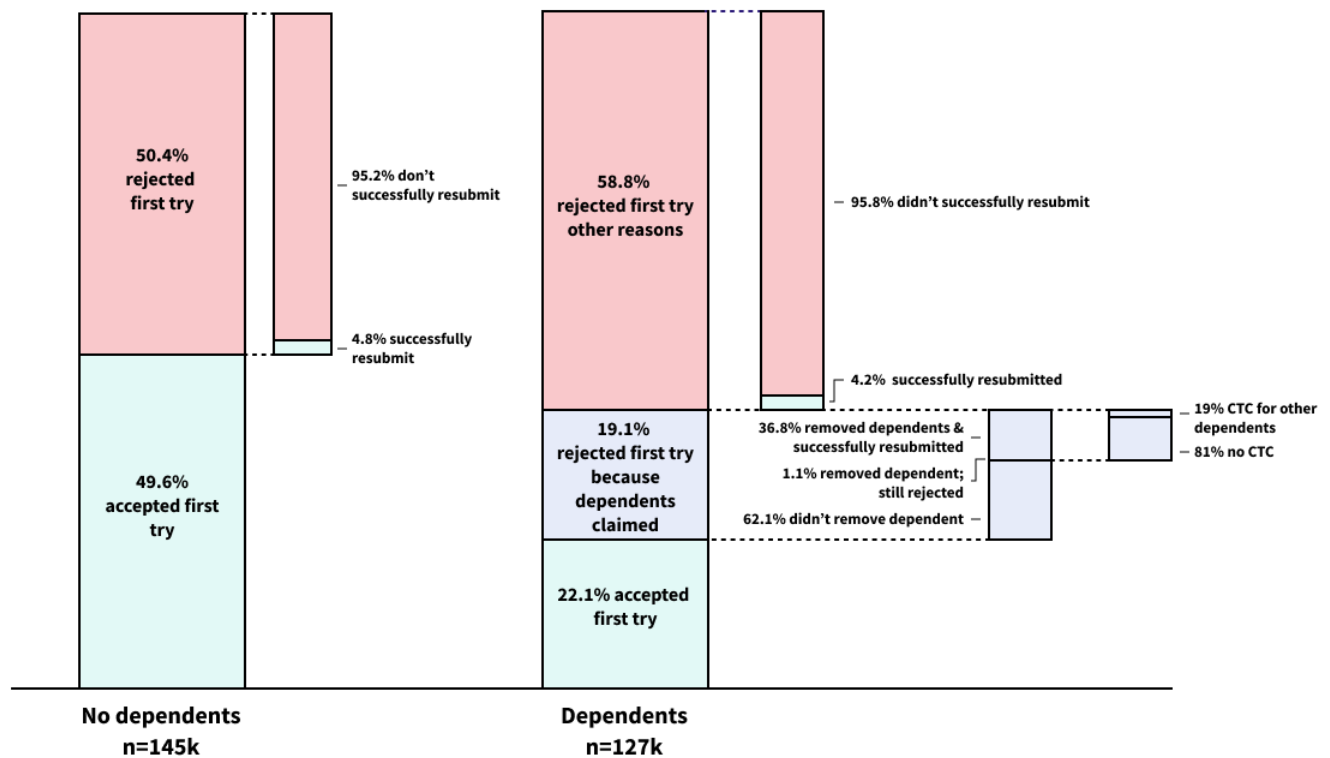 50.4%
rejected
first try
95.2% don’t
successfully resubmit
4.8% successfully
resubmit
49.6%
accepted first
try
No dependents
n=145k
58.8%
rejected first try
other reasons
95.8% didn’t successfully resubmit
4.2% successfully resubmitted
19.1%
rejected first try
because
dependents
claimed
36.8% removed dependents &
successfully resubmitted
1.1% removed dependent;
still rejected
62.1% didn’t remove dependent
19% CTC for other
dependents
81% no CTC
22.1% accepted
first try
Dependents
n=127k